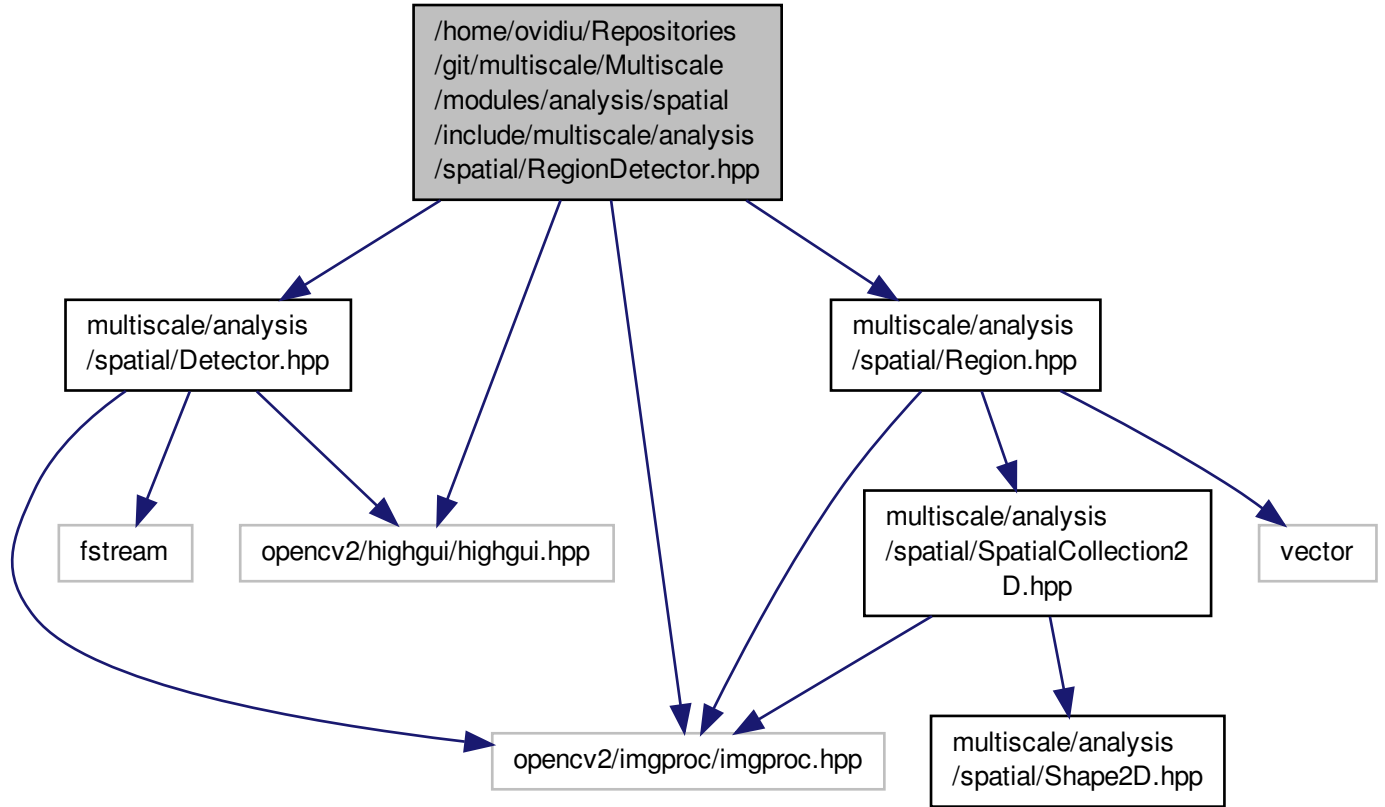 /home/ovidiu/Repositories
/git/multiscale/Multiscale
/modules/analysis/spatial
/include/multiscale/analysis
/spatial/RegionDetector.hpp
multiscale/analysis
/spatial/Detector.hpp
multiscale/analysis
/spatial/Region.hpp
fstream
opencv2/highgui/highgui.hpp
multiscale/analysis
/spatial/SpatialCollection2
D.hpp
vector
opencv2/imgproc/imgproc.hpp
multiscale/analysis
/spatial/Shape2D.hpp